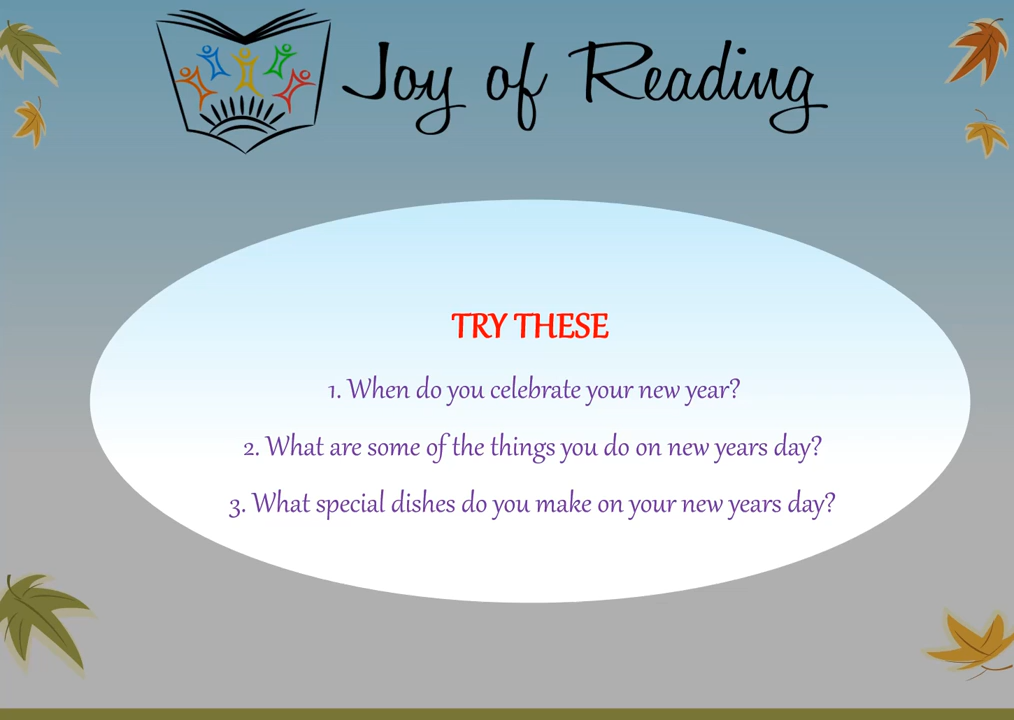 Joy of Reading
TRY THESE
1. When do you celebrate your new year?
2. What are some of the things you do on new years day?
3. What special dishes do you make on your new years day?